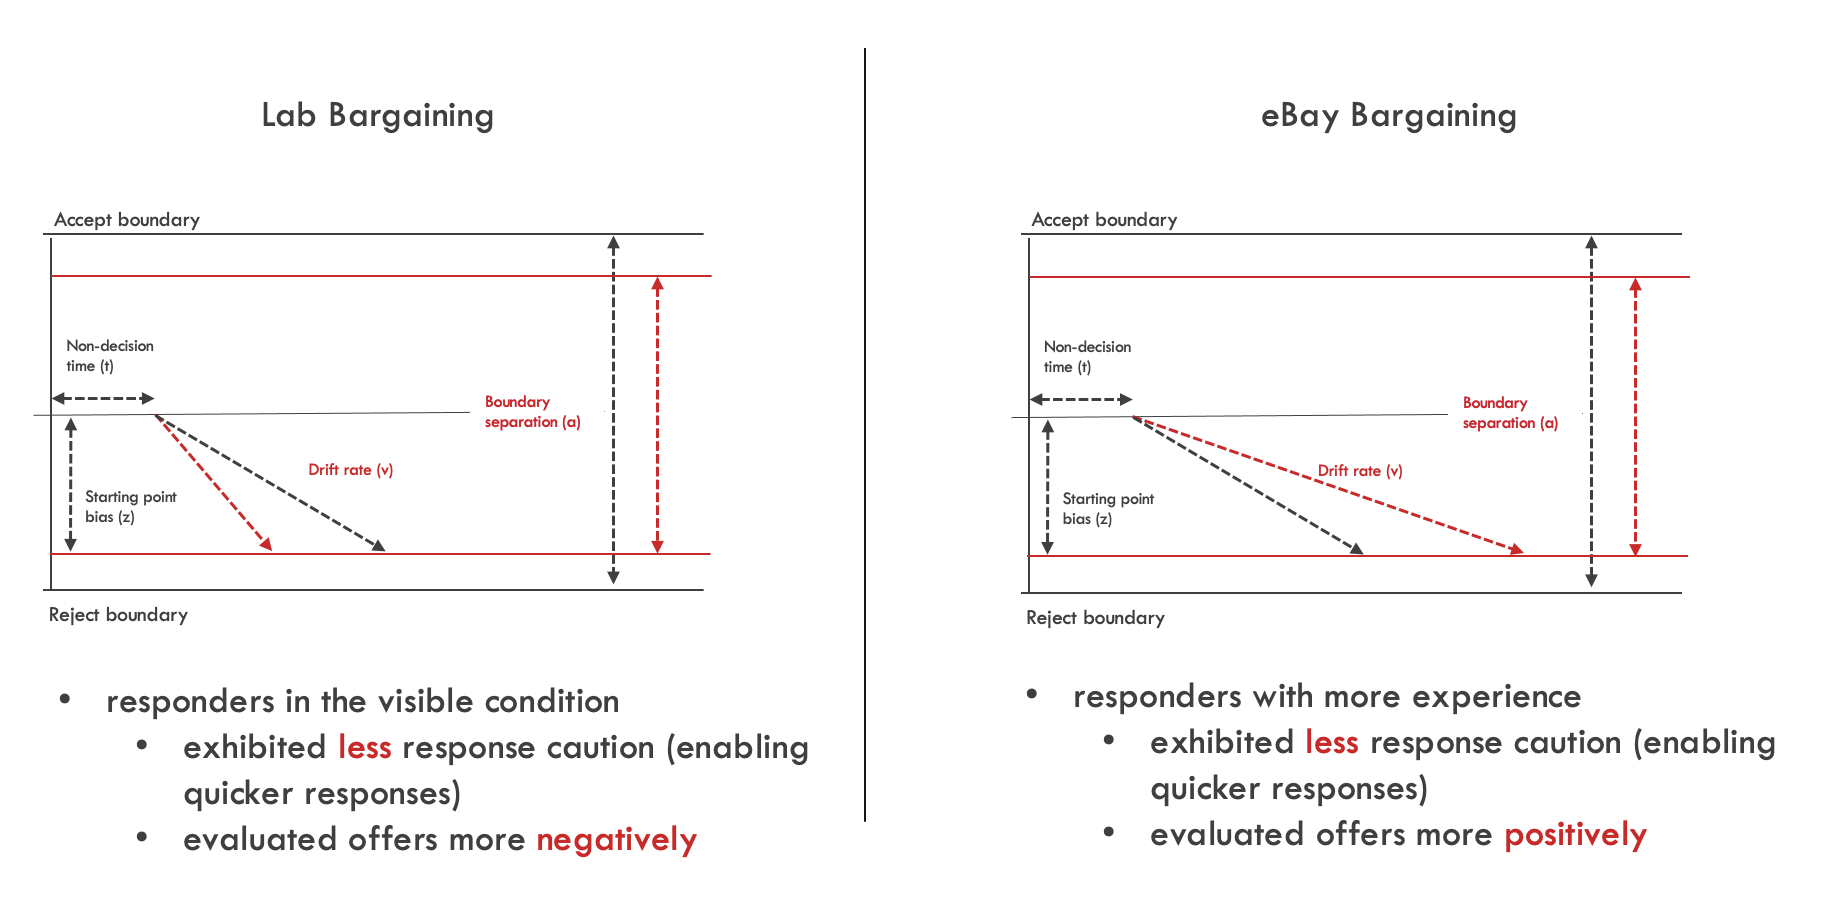 Lab Bargaining
Accept boundary
Non-decision
time (t)
Boundary
separation (a)
Drift rate (v)
Starting point
bias (z)
Reject boundary
• responders in the visible condition
• exhibited less response caution (enabling
quicker responses)
• evaluated offers more negatively
eBay Bargaining
Accept boundary
Non-decision
time (t)
Boundary
separation (a)
Drift rate (v)
Starting point
bias (z)
Reject boundary
• responders with more experience
• exhibited less response caution (enabling
quicker responses)
• evaluated offers more positively